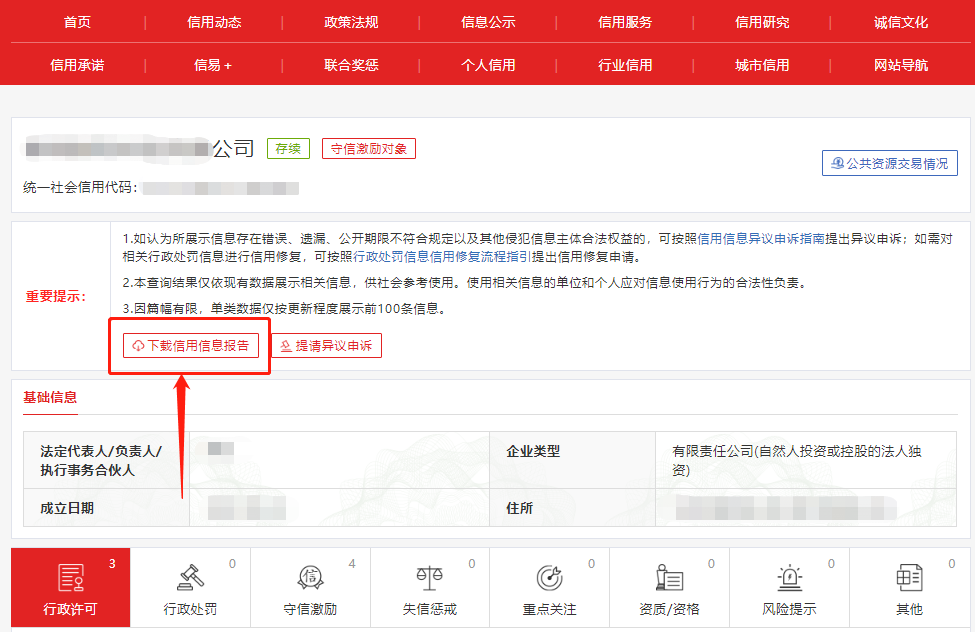 首页 信用动态 政策法规 信息公示 信用服务 信用研究 诚信文化
信用承诺 信易+ 联合奖惩 个人信用 行业信用 城市信用 网站导航
公司 存续 守信激励对象
公共资源交易情况
统一社会信用代码：
重要提示：
1.如认为所展示信息存在错误、遗漏、公开期限不符合规定以及其他侵犯信息主体合法权益的，可按照信用信息异议申诉指南提出异议申诉；如需对
相关行政处罚信息进行信用修复，可按照行政处罚信息信用修复流程指引提出信用修复申请。
2.本查询结果仅依现有数据展示相关信息，供社会参考使用。使用相关信息的单位和个人应对信息使用行为的合法性负责。
3.因篇幅有限，单类数据仅按更新程度展示前100条信息。
下载信用信息报告 提请异议申诉
基础信息
法定代表人/负责人/
执行事务合伙人
企业类型
有限责任公司(自然人投资或控股的法人独
资)
成立日期 住所
3 0 4 0 0 0 0 0
信
行政许可 行政处罚 守信激励 失信惩戒 重点关注 资质/资格 风险提示 其他